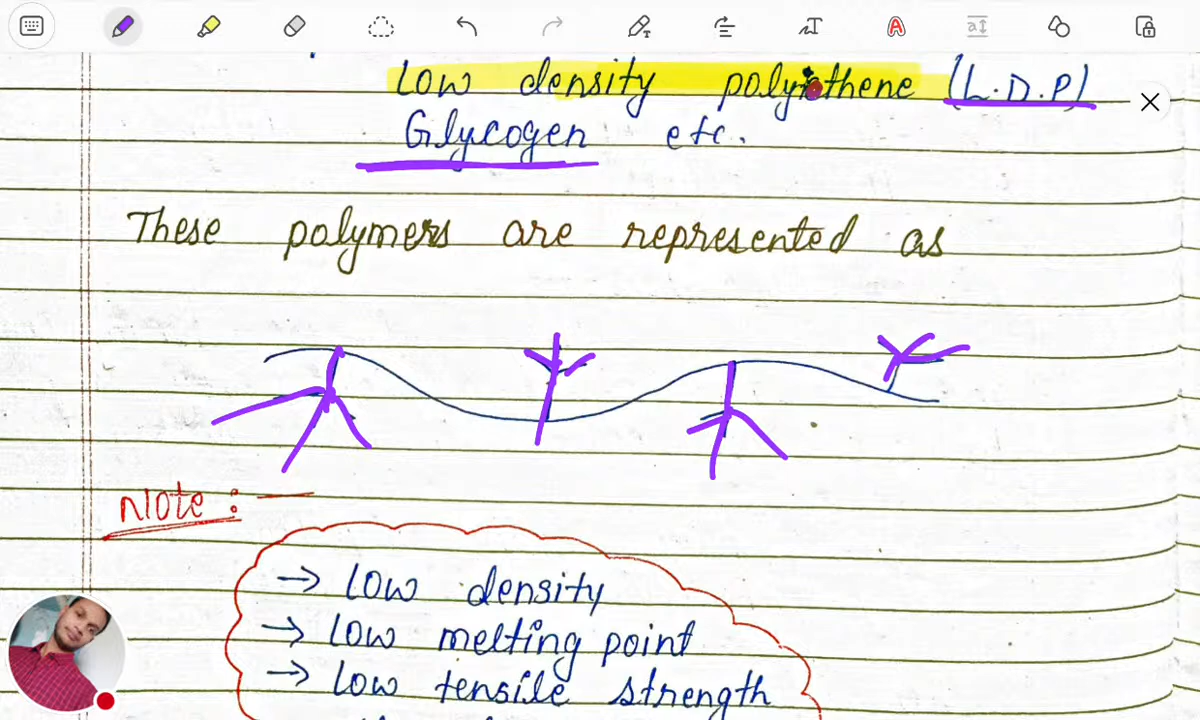 Low density polythene (L.D.P)
Glycogen etc.
These polymers are represented as
Note :—
→ Low density
→ Low melting point
→ Low tensile strength